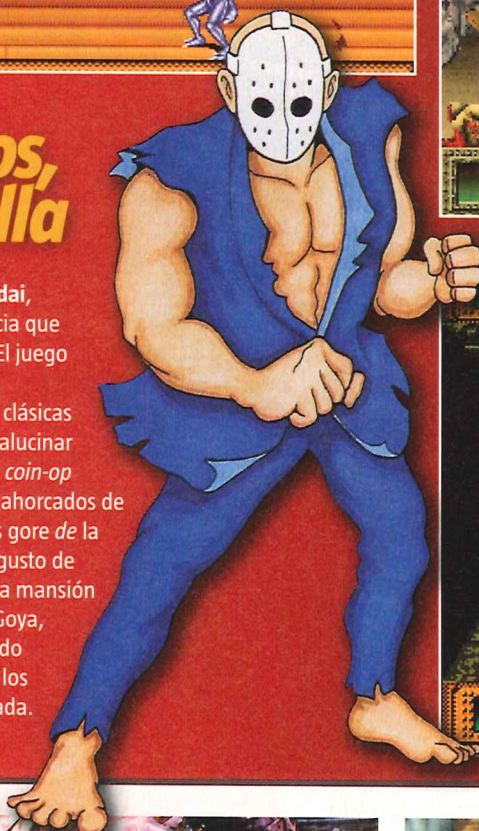 os,
lla
dai,
cia que
El juego
clásicas
alucinar
coin-op
ahorcados de
s gore de la
gusto de
a mansión
Goya,
do
los
ada.